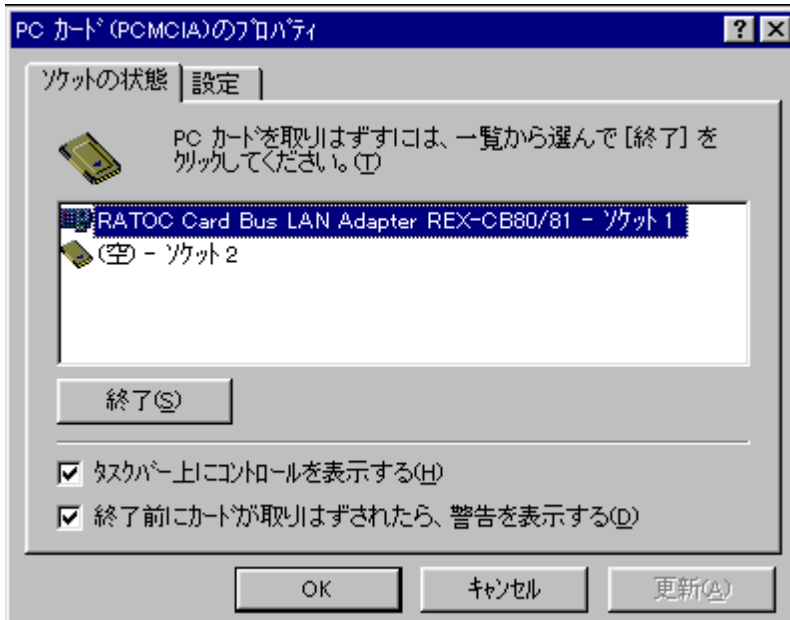 PC ｶｰﾄﾞ(PCMCIA)のﾌﾟﾛﾊﾟﾃｨ
ｿｹｯﾄの状態
設定
PC ｶｰﾄﾞを取りはずすには、一覧から選んで [終了] を
ｸﾘｯｸしてください。(T)
RATOC Card Bus LAN Adapter REX-CB80/81 - ｿｹｯﾄ 1
(空) - ｿｹｯﾄ 2
終了(S)
ﾀｽｸﾊﾞｰ上にｺﾝﾄﾛｰﾙを表示する(H)
終了前にｶｰﾄﾞが取りはずされたら、警告を表示する(D)
OK
ｷｬﾝｾﾙ
更新(A)